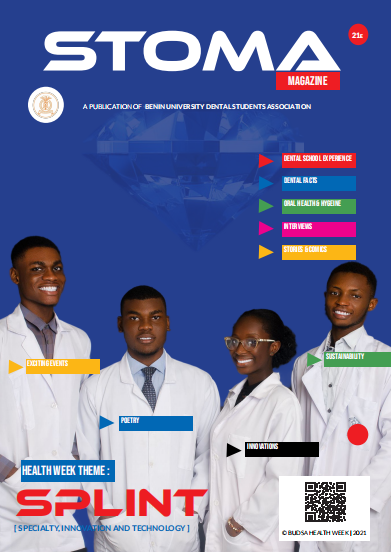 STOMA
21c
MAGAZINE
A PUBLICATION OF BENIN UNIVERSITY DENTAL STUDENTS ASSOCIATION
DENTAL SCHOOL EXPERIENCE
DENTAL FACTS
ORAL HEALTH & HYGEINE
INTERVIEWS
STORIES & COMICS
SUSTAINABILITY
EXCITING EVENTS
POETRY
INNOVATIONS
HEALTH WEEK THEME :
SPLINT
[ SPECIALTY, INNOVATION AND TECHNOLOGY ]
© BUDSA HEALTH WEEK | 2021